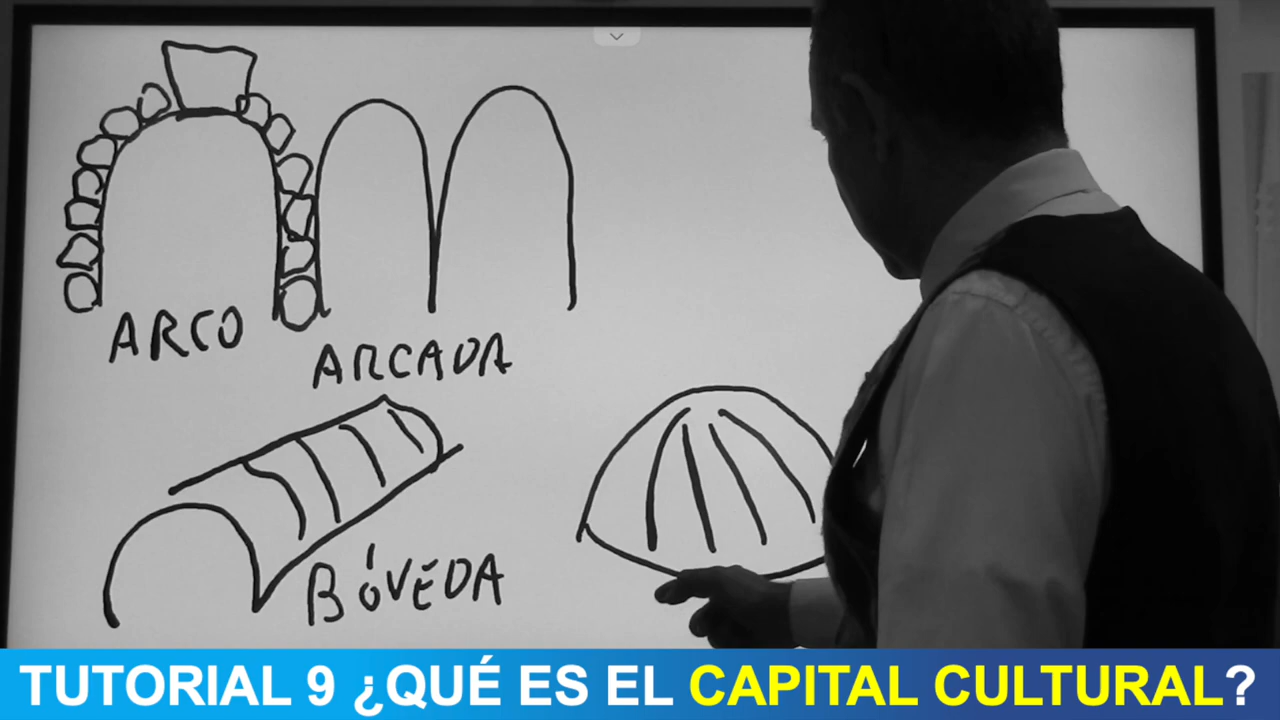 ARCO
ARCADA
BÓVEDA
TUTORIAL 9 ¿QUÉ ES EL CAPITAL CULTURAL?